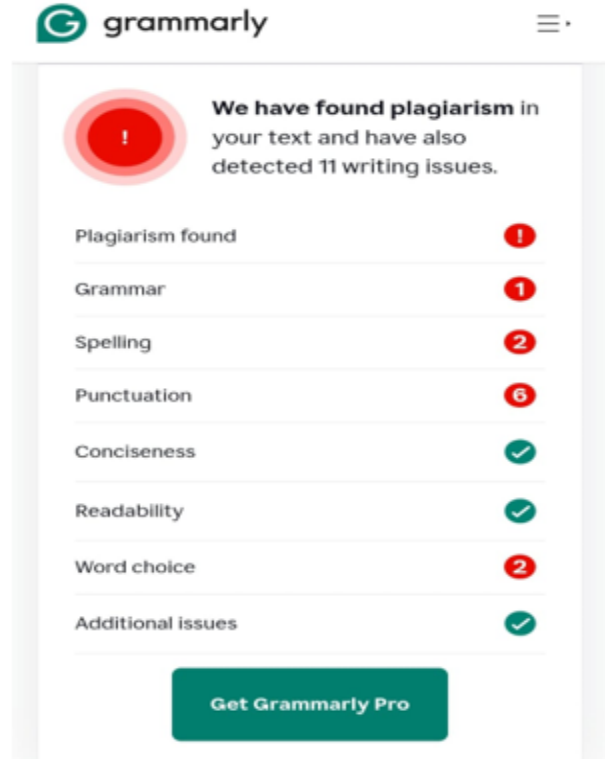 grammarly
We have found plagiarism in
your text and have also
detected 11 writing issues.
Plagiarism found !
Grammar 1
Spelling 2
Punctuation 6
Conciseness
Readability
Word choice 2
Additional issues
Get Grammarly Pro